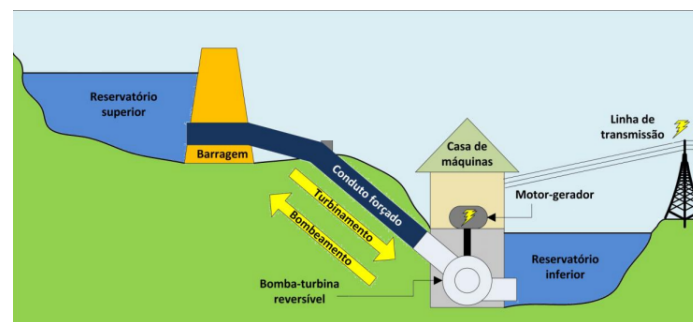 Reservatório
superior
Barragem
Conduto forçado
Turbinamento
Bombeamento
Casa de
máquinas
Linha de
transmissão
Motor-gerador
Bomba-turbina
reversível
Reservatório
inferior